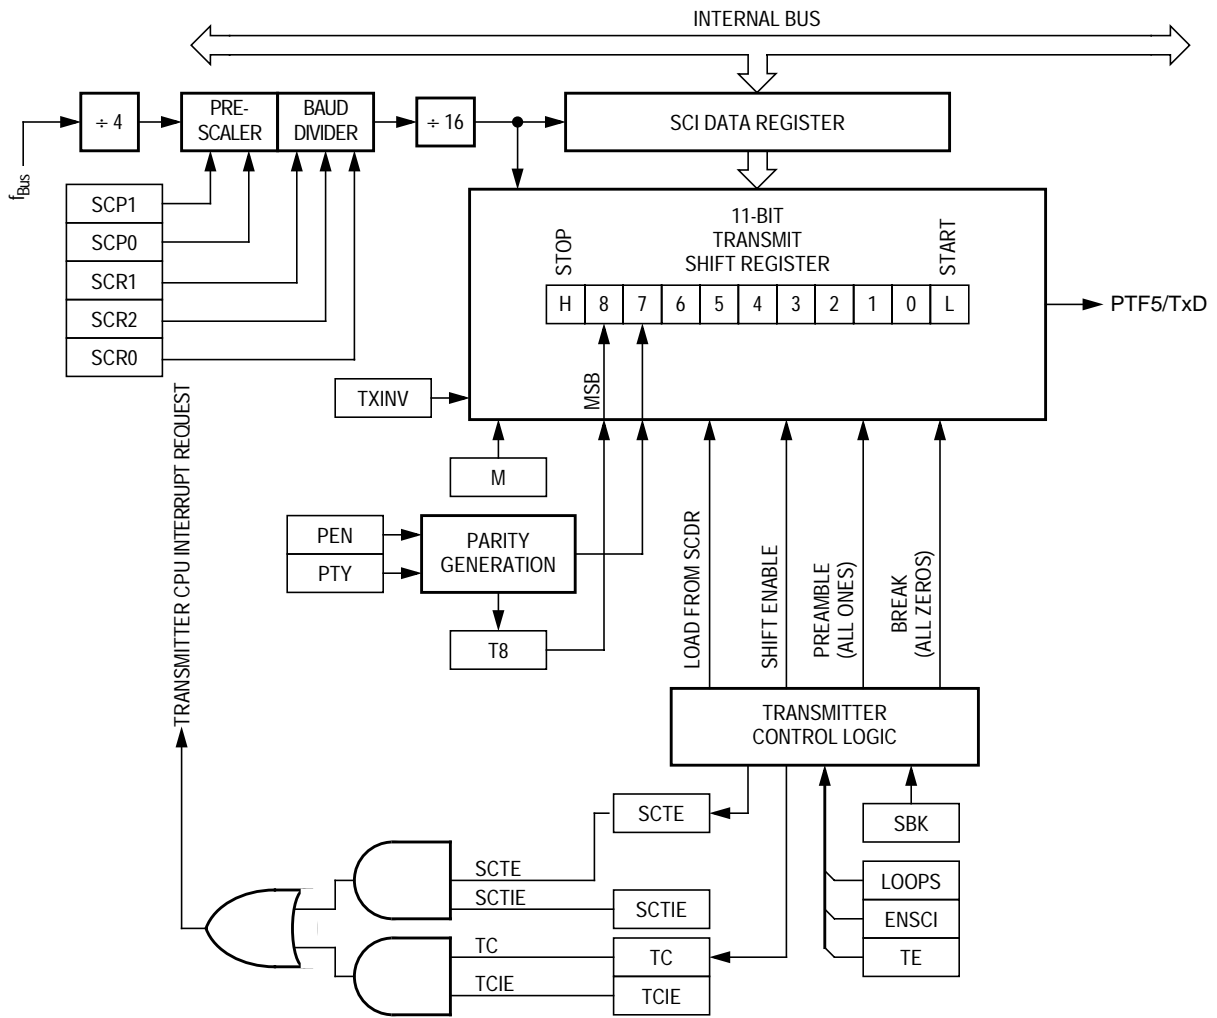 INTERNAL BUS
÷ 4
PRE-
SCALER
BAUD
DIVIDER
÷ 16
SCI DATA REGISTER
fBus
SCP1
SCP0
SCR1
SCR2
SCR0
11-BIT
TRANSMIT
SHIFT REGISTER
STOP
START
H 8 7 6 5 4 3 2 1 0 L
PTF5/TxD
MSB
TXINV
M
TRANSMITTER CPU INTERRUPT REQUEST
PEN
PTY
PARITY
GENERATION
T8
LOAD FROM SCDR
SHIFT ENABLE
PREAMBLE
(ALL ONES)
BREAK
(ALL ZEROS)
TRANSMITTER
CONTROL LOGIC
SCTE
SBK
SCTE
SCTIE
SCTIE
LOOPS
ENSCI
TE
TC
TC
TCIE
TCIE